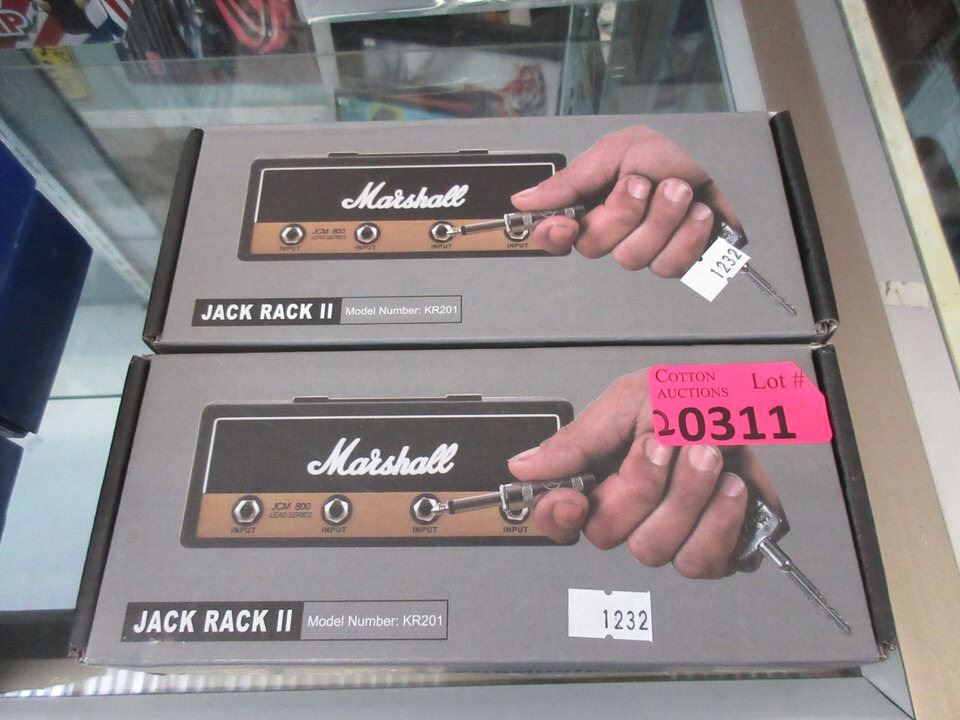 Marshall
JCM 800
LEAD SERIES
INPUT INPUT INPUT INPUT
1232
JACK RACK II Model Number: KR201
COTTON AUCTIONS Lot #
20311
Marshall
JCM 800
LEAD SERIES
INPUT INPUT INPUT INPUT
JACK RACK II Model Number: KR201
1232